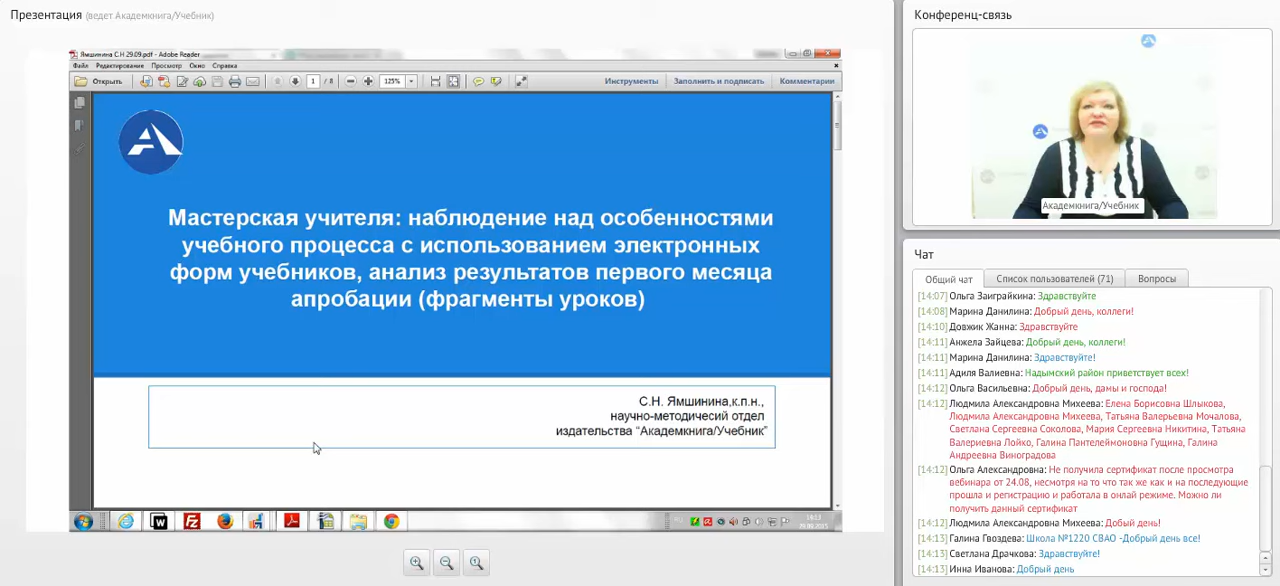 Презентация (ведет Академкнига/Учебник)
Ямшинина С.Н 29.09.pdf - Adobe Reader
Файл Редактирование Просмотр Окно Справка
Открыть 1 / 8 125% Инструменты Заполнить и подписать Комментарии
Мастерская учителя: наблюдение над особенностями
учебного процесса с использованием электронных
форм учебников, анализ результатов первого месяца
апробации (фрагменты уроков)
С.Н. Ямшинина,к.п.н.,
научно-методичесий отдел
издательства “Академкнига/Учебник”
14:13
Конференц-связь
Академкнига/Учебник
Чат
Общий чат Список пользователей (71) Вопросы
[14:07] Ольга Заиграйкина: Здравствуйте
[14:08] Марина Данилина: Добрый день, коллеги!
[14:10] Довжик Жанна: Здравствуйте
[14:11] Анжела Зайцева: Добрый день, коллеги!
[14:11] Марина Данилина: Здравствуйте!
[14:11] Адиля Валиевна: Надымский район приветствует всех!
[14:12] Ольга Васильевна: Добрый день, дамы и господа!
[14:12] Людмила Александровна Михеева: Елена Борисовна Шлыкова,
Людмила Александровна Михеева, Татьяна Валерьевна Мочалова,
Светлана Сергеевна Соколова, Мария Сергеевна Никитина, Татьяна
Валериевна Лойко, Галина Пантелеймоновна Гущина, Галина
Андреевна Виноградова
[14:12] Ольга Александровна: Не получила сертификат после просмотра
вебинара от 24.08, несмотря на то что так же как и на последующие
прошла и регистрацию и работала в онлай режиме. Можно ли
получить данный сертификат
[14:12] Людмила Александровна Михеева: Добый день!
[14:13] Галина Гвоздева: Школа №1220 СВАО -Добрый день все!
[14:13] Светлана Драчкова: Здравствуйте!
[14:13] Инна Иванова: Добрый день